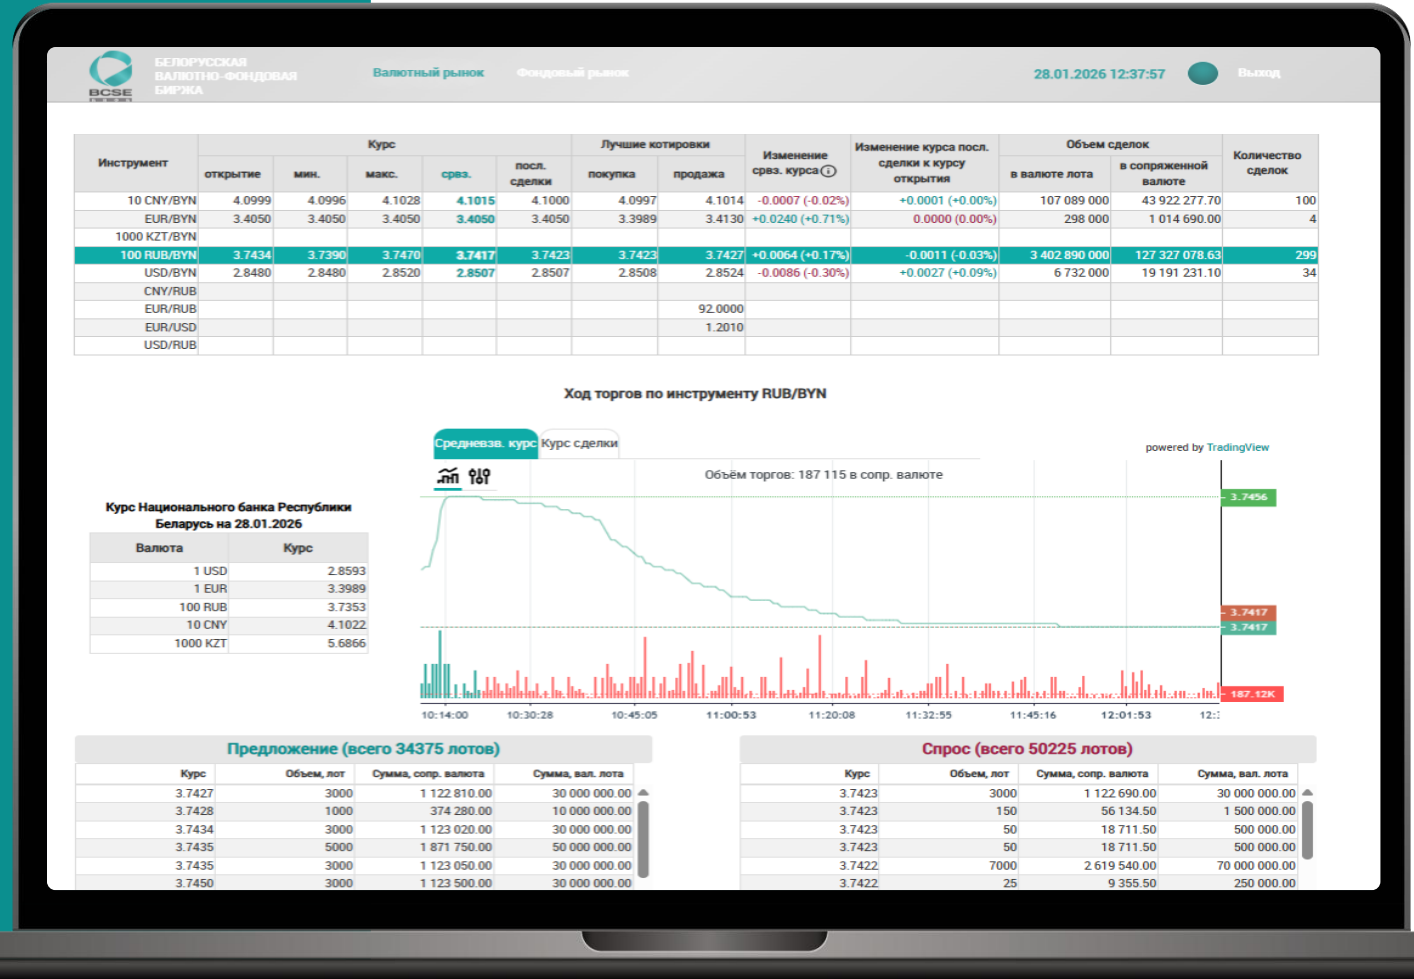 БЕЛОРУССКАЯ
ВАЛЮТНО-ФОНДОВАЯ
БИРЖА
BCSE
Валютный рынок Фондовый рынок 28.01.2026 12:37:57 Выход
Инструмент Курс Лучшие котировки Изменение срвз. курса Изменение курса посл. сделки к курсу открытия Объем сделок Количество сделок
открытие мин. макс. срвз. посл. сделки покупка продажа в валюте лота в сопряженной валюте
10 CNY/BYN 4.0999 4.0996 4.1028 4.1015 4.1000 4.0997 4.1014 -0.0007 (-0.02%) +0.0001 (+0.00%) 107 089 000 43 922 277.70 100
EUR/BYN 3.4050 3.4050 3.4050 3.4050 3.4050 3.3989 3.4130 +0.0240 (+0.71%) 0.0000 (0.00%) 298 000 1 014 690.00 4
1000 KZT/BYN
100 RUB/BYN 3.7434 3.7390 3.7470 3.7417 3.7423 3.7423 3.7427 +0.0064 (+0.17%) -0.0011 (-0.03%) 3 402 890 000 127 327 078.63 299
USD/BYN 2.8480 2.8480 2.8520 2.8507 2.8507 2.8508 2.8524 -0.0086 (-0.30%) +0.0027 (+0.09%) 6 732 000 19 191 231.10 34
CNY/RUB
EUR/RUB 92.0000
EUR/USD 1.2010
USD/RUB
Ход торгов по инструменту RUB/BYN
Средневзв. курс Курс сделки
powered by TradingView
Объём торгов: 187 115 в сопр. валюте
3.7456
3.7417
3.7417
187.12K
10:14:00 10:30:28 10:45:05 11:00:53 11:20:08 11:32:55 11:45:16 12:01:53
Курс Национального банка Республики
Беларусь на 28.01.2026
Валюта Курс
1 USD 2.8593
1 EUR 3.3989
100 RUB 3.7353
10 CNY 4.1022
1000 KZT 5.6866
Предложение (всего 34375 лотов)
Курс Объем, лот Сумма, сопр. валюта Сумма, вал. лота
3.7427 3000 1 122 810.00 30 000 000.00
3.7428 1000 374 280.00 10 000 000.00
3.7434 3000 1 123 020.00 30 000 000.00
3.7435 5000 1 871 750.00 50 000 000.00
3.7435 3000 1 123 050.00 30 000 000.00
3.7450 3000 1 123 500.00 30 000 000.00
Спрос (всего 50225 лотов)
Курс Объем, лот Сумма, сопр. валюта Сумма, вал. лота
3.7423 3000 1 122 690.00 30 000 000.00
3.7423 150 56 134.50 1 500 000.00
3.7423 50 18 711.50 500 000.00
3.7423 50 18 711.50 500 000.00
3.7422 7000 2 619 540.00 70 000 000.00
3.7422 25 9 355.50 250 000.00